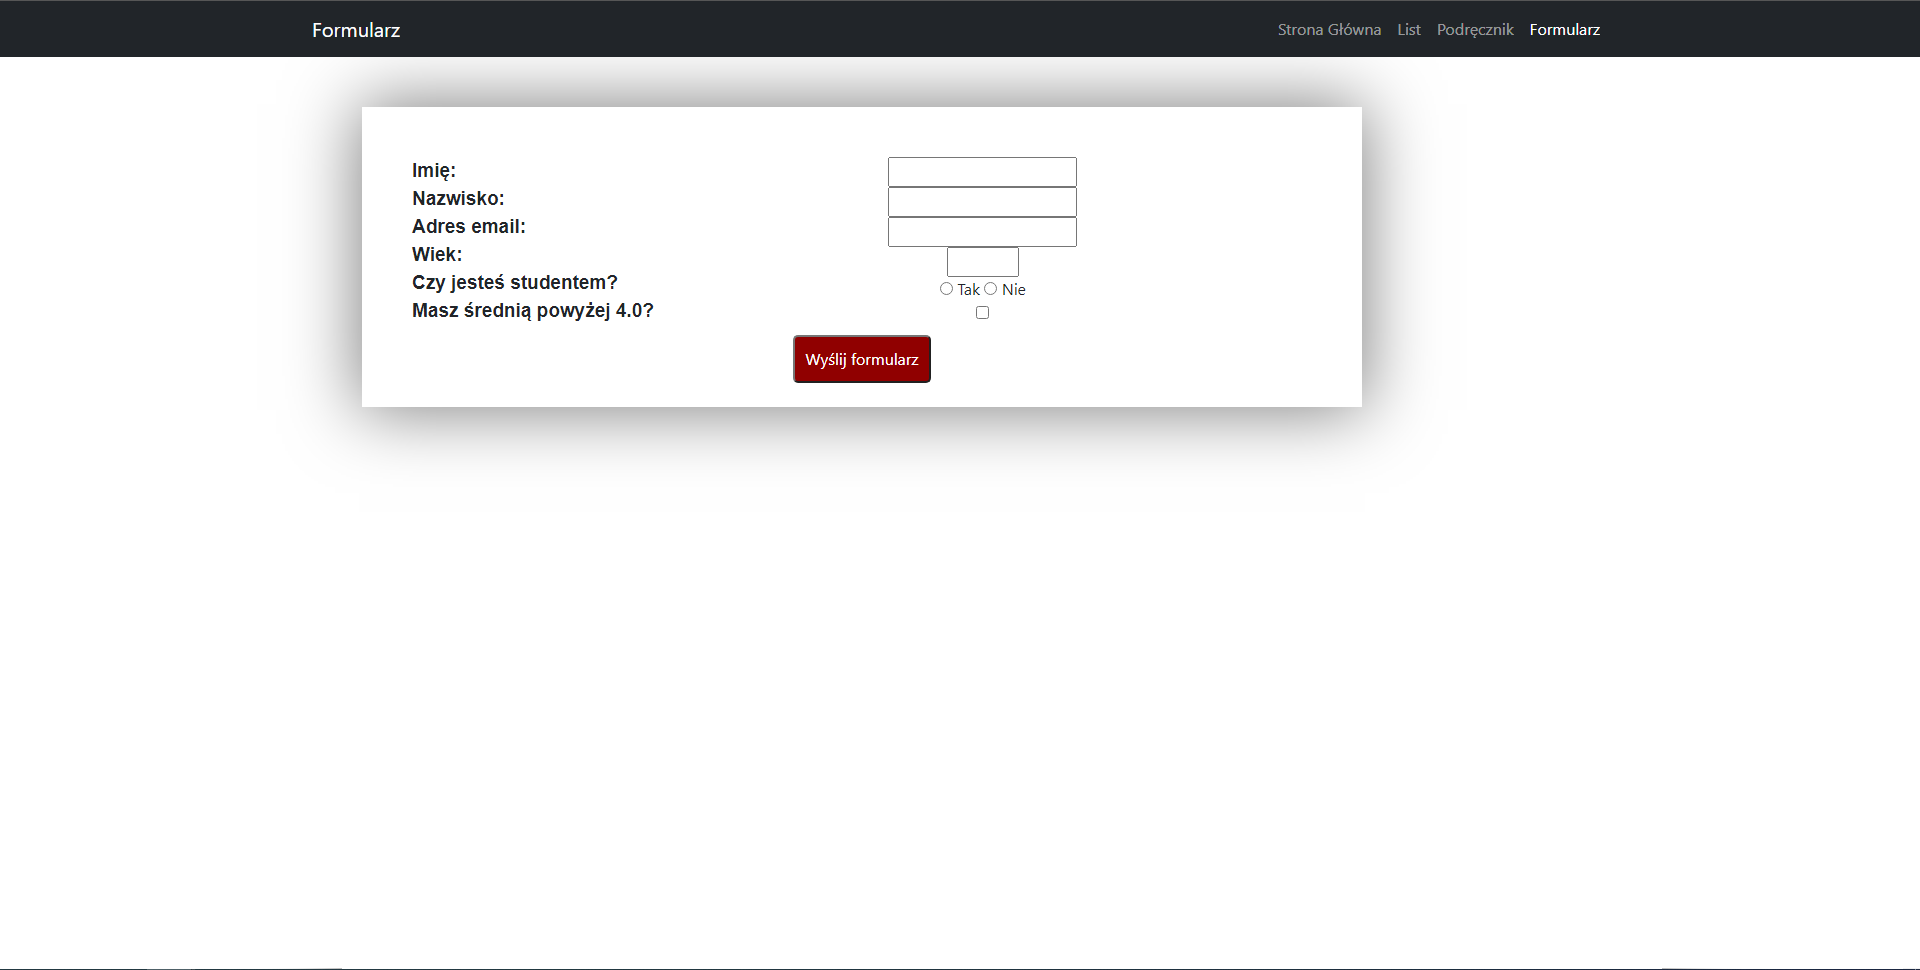 Formularz
Strona Główna List Podręcznik Formularz
Imię:
Nazwisko:
Adres email:
Wiek:
Czy jesteś studentem?
Tak Nie
Masz średnią powyżej 4.0?
Wyślij formularz